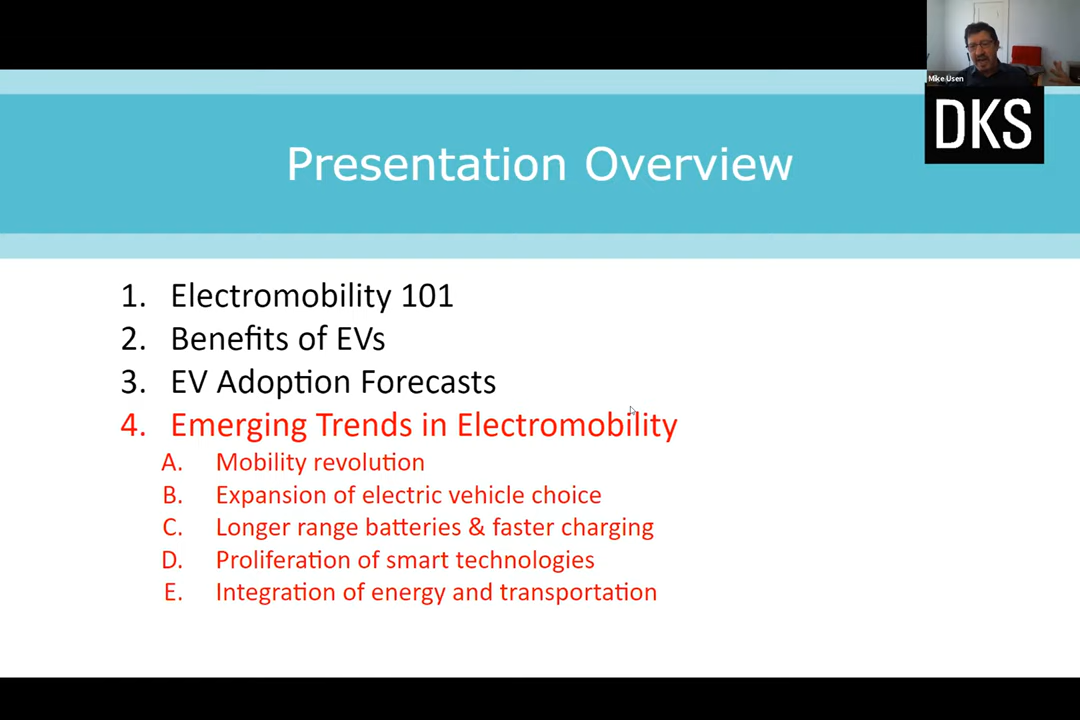 Mike Usen
DKS
Presentation Overview
1. Electromobility 101
2. Benefits of EVs
3. EV Adoption Forecasts
4. Emerging Trends in Electromobility
A. Mobility revolution
B. Expansion of electric vehicle choice
C. Longer range batteries & faster charging
D. Proliferation of smart technologies
E. Integration of energy and transportation